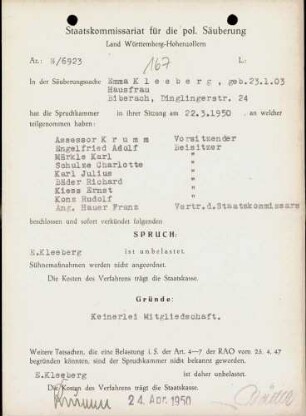 Staatskommissariat für die pol. Säuberung
Land Württemberg-Hohenzollern
Az.: H/6923
167
L:
In der Säuberungssache Emma K l e e b e r g , geb.23.1.03
Hausfrau
Biberach, Dinglingerstr. 24
hat die Spruchkammer in ihrer Sitzung am 22.3.1950 , an welcher
teilgenommen haben:
Assessor K r u m m Vorsitzender
Engelfried Adolf Beisitzer
Märkle Karl "
Schulze Charlotte "
Karl Julius "
Bäder Richard "
Kiess Ernst "
Konz Rudolf "
Ang. Hauer Franz Vertr.d.Staatskommissars
beschlossen und sofort verkündet folgenden
SPRUCH:
E.Kleeberg ist unbelastet.
Sühnemaßnahmen werden nicht angeordnet.
Die Kosten des Verfahrens trägt die Staatskasse.
Gründe:
Keinerlei Mitgliedschaft.
Weitere Tatsachen, die eine Belastung i. S. der Art. 4–7 der RAO vom 25. 4. 47
begründen könnten, sind der Spruchkammer nicht bekannt geworden.
E.Kleeberg ist daher unbelastet.
Die Kosten des Verfahrens trägt die Staatskasse.
Krumm 24. Apr. 1950